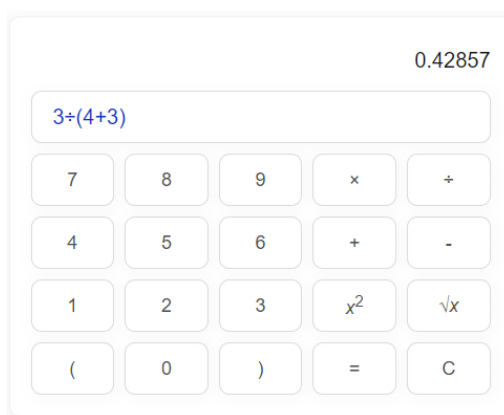 0.42857
3÷(4+3)
7 8 9 × ÷
4 5 6 + -
1 2 3 x² √x
( 0 ) = C